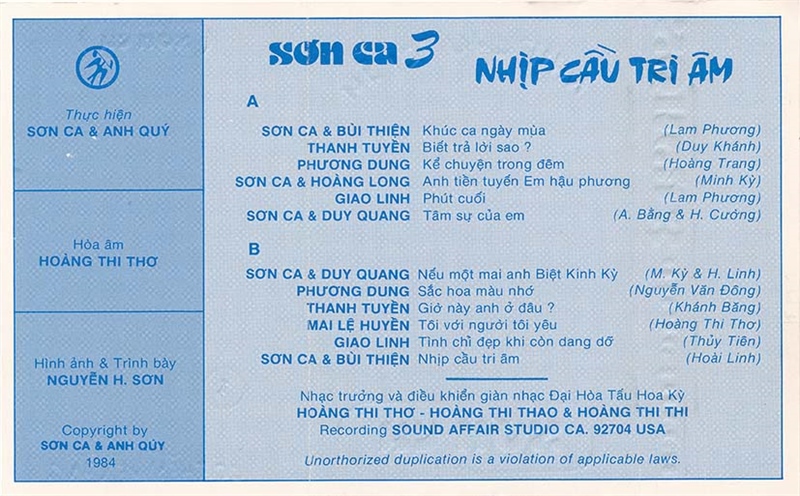 Thực hiện
SƠN CA & ANH QUÝ
Hòa âm
HOÀNG THI THƠ
Hình ảnh & Trình bày
NGUYỄN H. SƠN
Copyright by
SƠN CA & ANH QUÝ
1984
SƠN CA 3
NHỊP CẦU TRI ÂM
A
SƠN CA & BÙI THIỆN Khúc ca ngày mùa (Lam Phương)
THANH TUYỀN Biết trả lời sao ? (Duy Khánh)
PHƯƠNG DUNG Kể chuyện trong đêm (Hoàng Trang)
SƠN CA & HOÀNG LONG Anh tiền tuyến Em hậu phương (Minh Kỳ)
GIAO LINH Phút cuối (Lam Phương)
SƠN CA & DUY QUANG Tâm sự của em (A. Bằng & H. Cường)
B
SƠN CA & DUY QUANG Nếu một mai anh Biệt Kinh Kỳ (M. Kỳ & H. Linh)
PHƯƠNG DUNG Sắc hoa màu nhớ (Nguyễn Văn Đông)
THANH TUYỀN Giờ này anh ở đâu ? (Khánh Băng)
MAI LỆ HUYỀN Tôi với người tôi yêu (Hoàng Thi Thơ)
GIAO LINH Tình chỉ đẹp khi còn dang dỡ (Thủy Tiên)
SƠN CA & BÙI THIỆN Nhịp cầu tri âm (Hoài Linh)
Nhạc trưởng và điều khiển giàn nhạc Đại Hòa Tấu Hoa Kỳ
HOÀNG THI THƠ - HOÀNG THI THAO & HOÀNG THI THI
Recording SOUND AFFAIR STUDIO CA. 92704 USA
Unorthorized duplication is a violation of applicable laws.